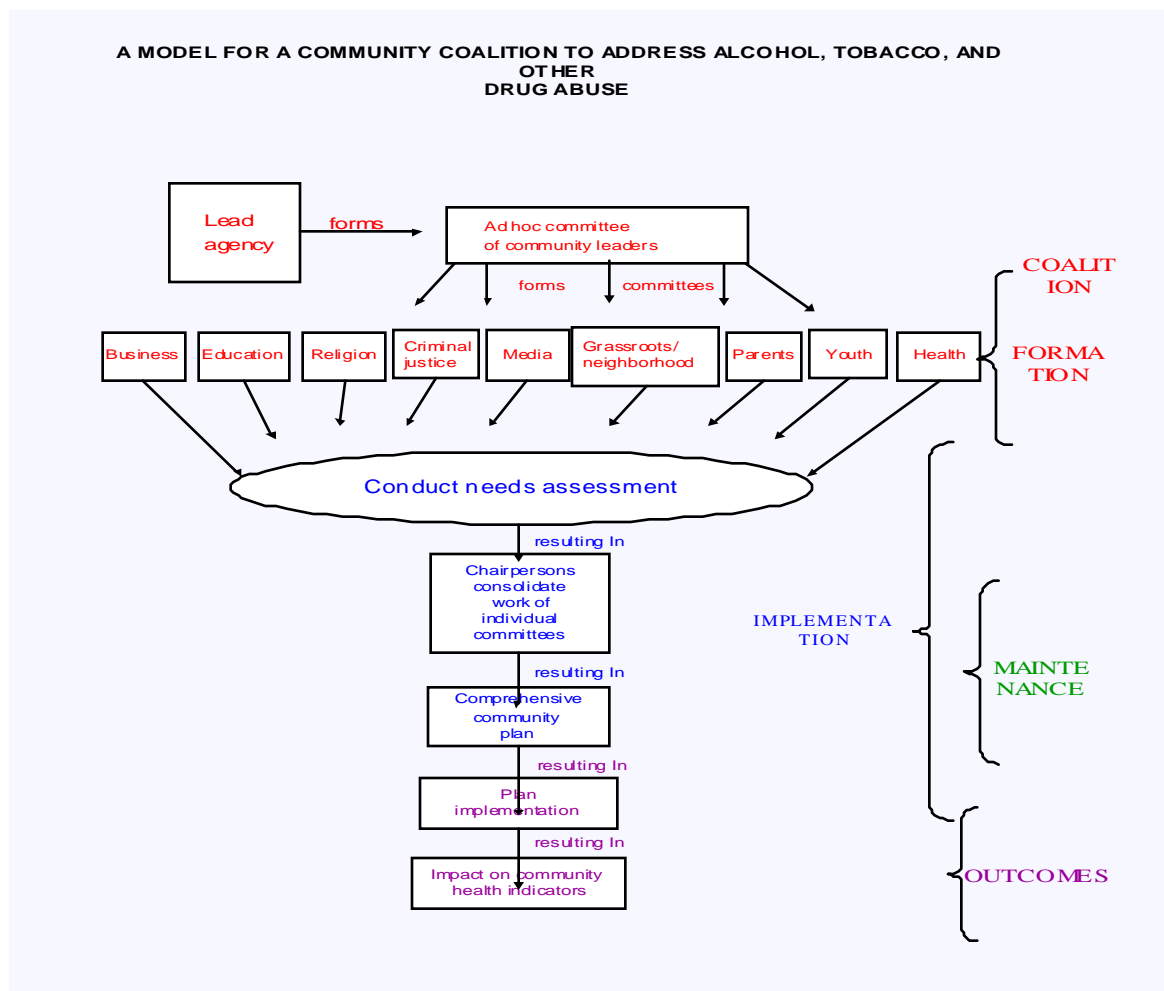 A MODEL FOR A COMMUNITY COALITION TO ADDRESS ALCOHOL, TOBACCO, AND
OTHER
DRUG ABUSE
Lead
agency
forms
Ad hoc committee
of community leaders
forms
committees
COALIT
ION
FORMA
TION
Business
Education
Religion
Criminal
justice
Media
Grassroots/
neighborhood
Parents
Youth
Health
Conduct needs assessment
resulting In
Chairpersons
consolidate
work of
individual
committees
IMPLEMENTA
TION
resulting In
MAINTE
NANCE
Comprehensive
community
plan
resulting In
Plan
implementation
resulting In
Impact on community
health indicators
OUTCOMES